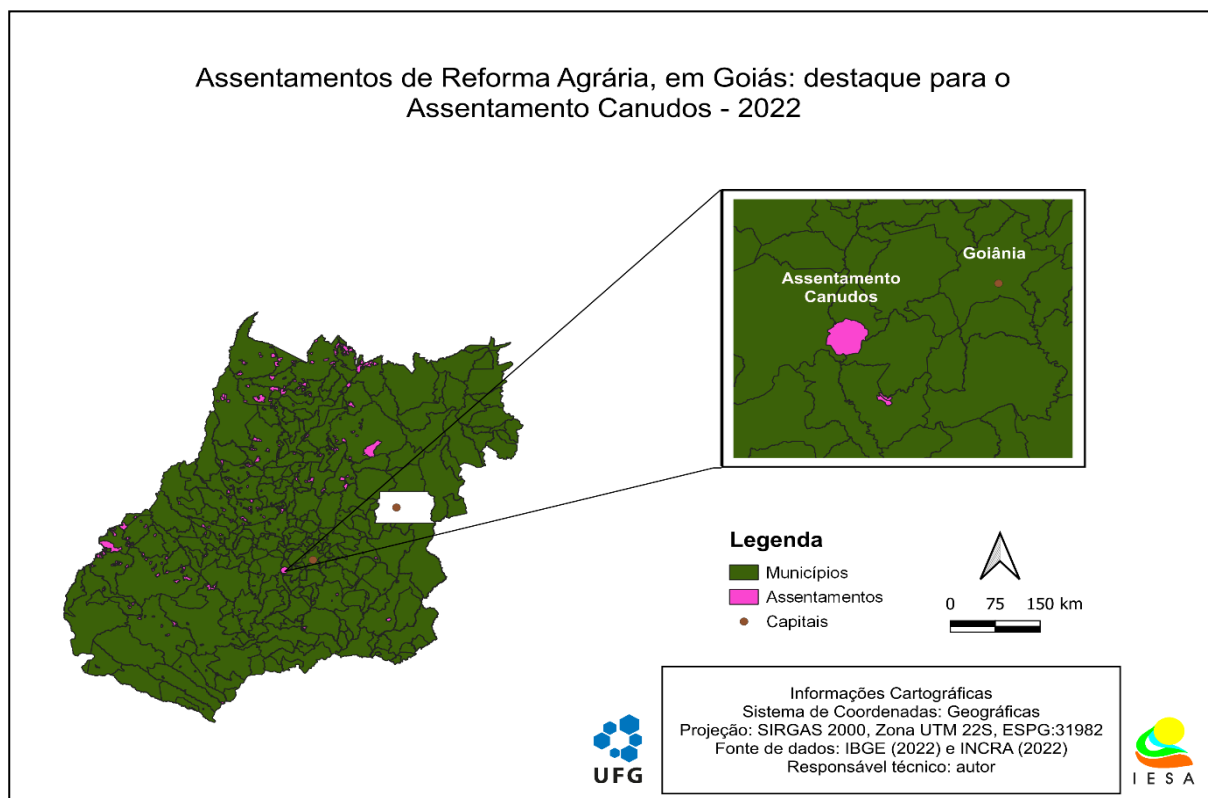 Assentamentos de Reforma Agrária, em Goiás: destaque para o
Assentamento Canudos - 2022
Goiânia
Assentamento
Canudos
Legenda
Municípios
Assentamentos
Capitais
0 75 150 km
Informações Cartográficas
Sistema de Coordenadas: Geográficas
Projeção: SIRGAS 2000, Zona UTM 22S, ESPG:31982
Fonte de dados: IBGE (2022) e INCRA (2022)
Responsável técnico: autor
UFG
IESA